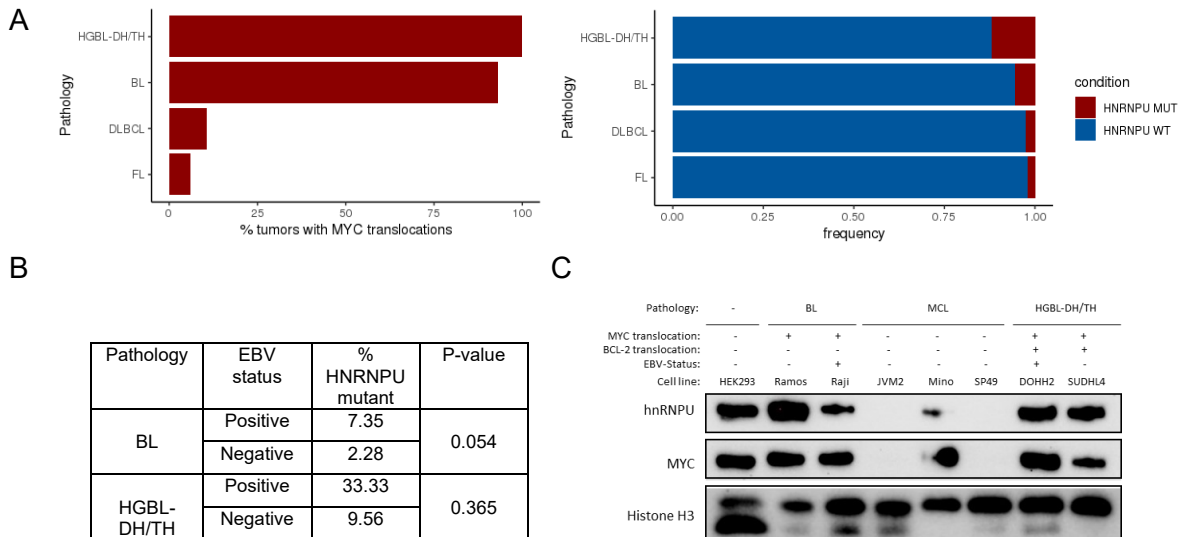 A
Pathology
HGBL-DH/TH
BL
DLBCL
FL
0 25 50 75 100
% tumors with MYC translocations
Pathology
HGBL-DH/TH
BL
DLBCL
FL
0.00 0.25 0.50 0.75 1.00
frequency
condition
HNRNPU MUT
HNRNPU WT
B
Pathology EBV status % HNRNPU mutant P-value
BL Positive 7.35 0.054
Negative 2.28
HGBL-DH/TH Positive 33.33 0.365
Negative 9.56
C
Pathology: - BL MCL HGBL-DH/TH
MYC translocation: - + + - - - + +
BCL-2 translocation: - - - - - - + +
EBV-Status: - - + - - - + -
Cell line: HEK293 Ramos Raji JVM2 Mino SP49 DOHH2 SUDHL4
hnRNPU
MYC
Histone H3